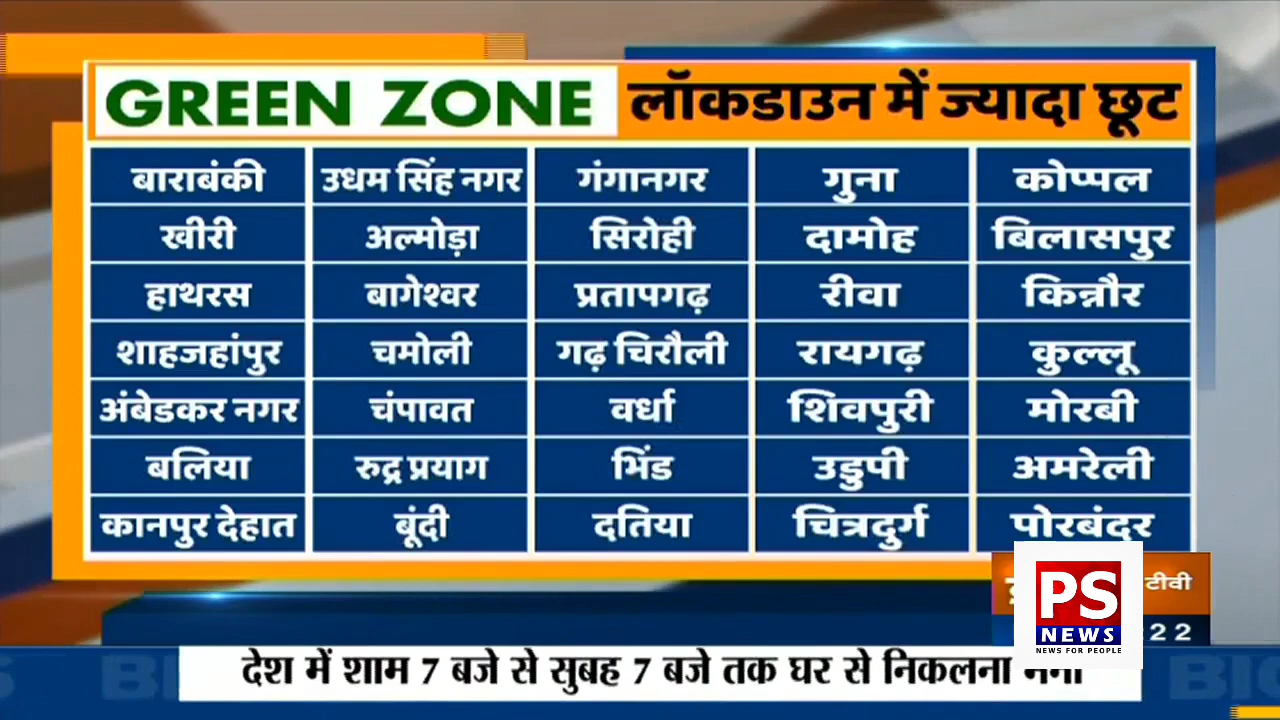 GREEN ZONE लॉकडाउन में ज्यादा छूट
बाराबंकी उधम सिंह नगर गंगानगर गुना कोप्पल
खीरी अल्मोड़ा सिरोही दामोह बिलासपुर
हाथरस बागेश्वर प्रतापगढ़ रीवा किन्नौर
शाहजहांपुर चमोली गढ़ चिरौली रायगढ़ कुल्लू
अंबेडकर नगर चंपावत वर्धा शिवपुरी मोरबी
बलिया रुद्र प्रयाग भिंड उडुपी अमरेली
कानपुर देहात बूंदी दतिया चित्रदुर्ग पोरबंदर
टीवी
PS
NEWS
NEWS FOR PEOPLE
22
देश में शाम 7 बजे से सुबह 7 बजे तक घर से निकलना